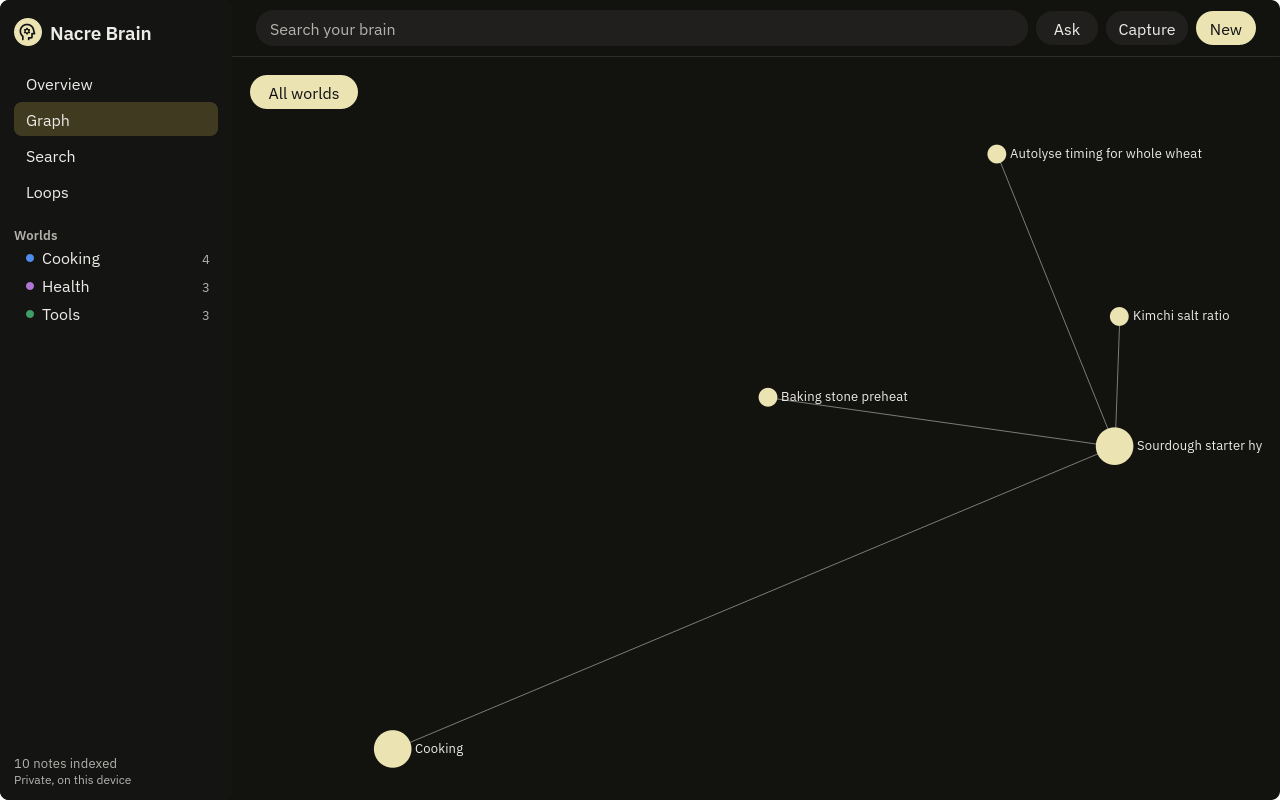 Nacre Brain
Search your brain
Ask
Capture
New
Overview
Graph
Search
Loops
Worlds
Cooking 4
Health 3
Tools 3
10 notes indexed
Private, on this device
All worlds
Autolyse timing for whole wheat
Kimchi salt ratio
Baking stone preheat
Sourdough starter hy
Cooking